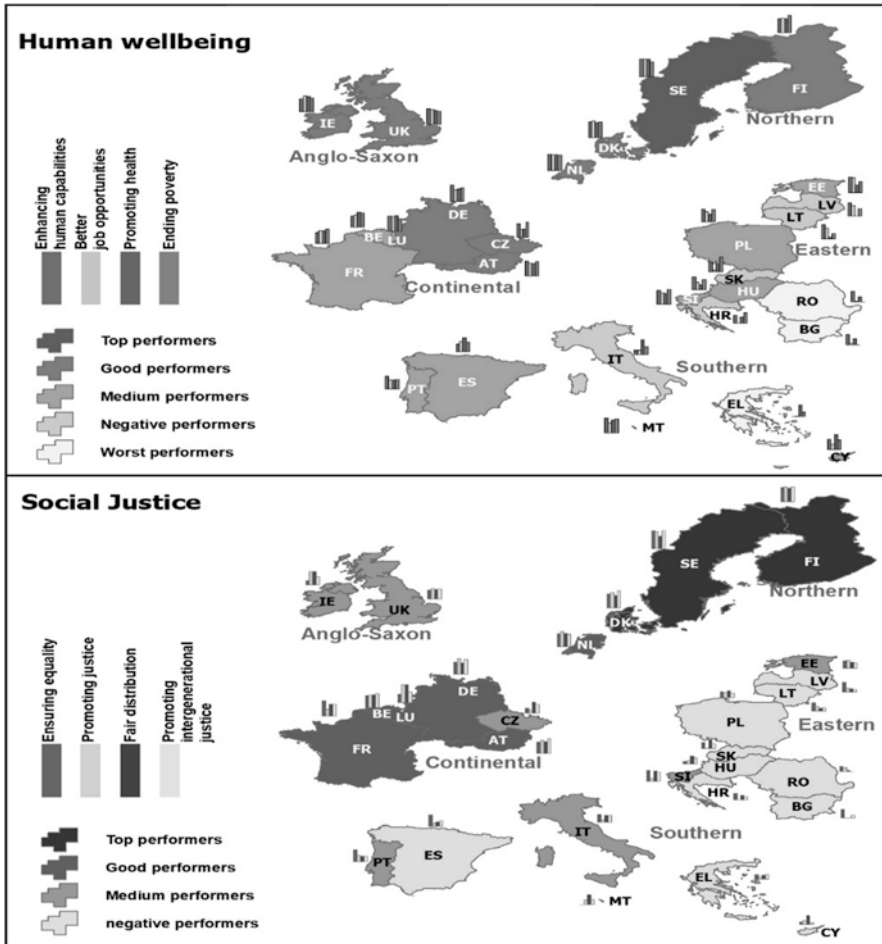 Human wellbeing
SE
FI
Northern
IE
UK
Anglo-Saxon
DK
NL
Enhancing
human capabilities
Better
job opportunities
Promoting health
Ending poverty
DE
BE
LU
CZ
AT
FR
Continental
EE
LV
LT
Eastern
PL
SK
HU
SI
HR
RO
BG
Top performers
Good performers
Medium performers
Negative performers
Worst performers
PT
ES
IT
Southern
MT
EL
CY
Social Justice
SE
FI
Northern
IE
UK
Anglo-Saxon
DK
NL
Ensuring equality
Promoting justice
Fair distribution
Promoting
intergenerational
justice
DE
BE
LU
CZ
AT
FR
Continental
EE
LV
LT
Eastern
PL
SK
HU
SI
HR
RO
BG
Top performers
Good performers
Medium performers
negative performers
PT
ES
IT
Southern
MT
EL
CY